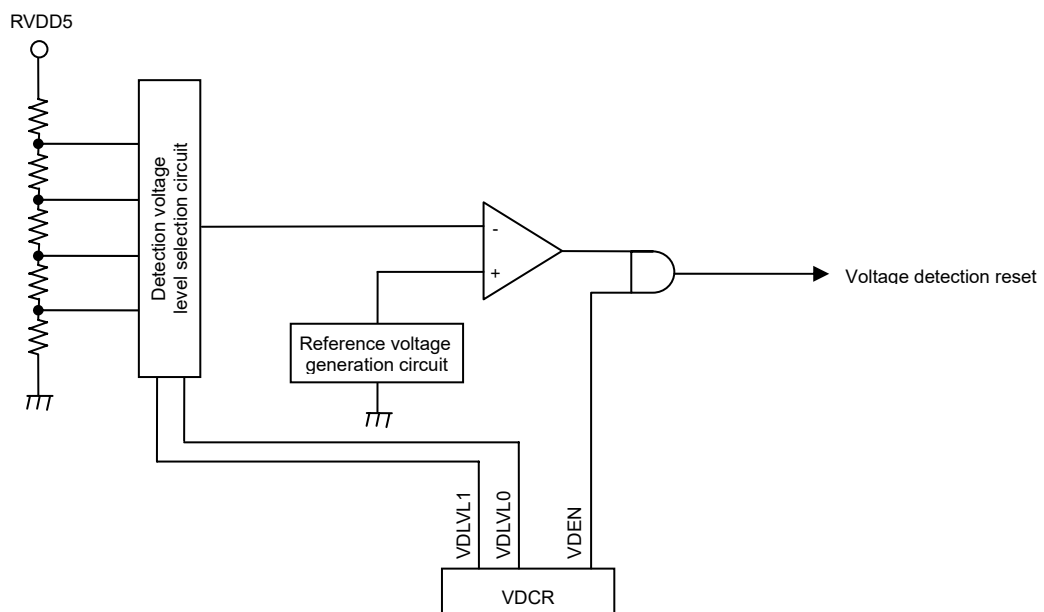 RVDD5
Detection voltage
level selection circuit
-
+
Reference voltage
generation circuit
Voltage detection reset
VDLVL1
VDLVL0
VDEN
VDCR